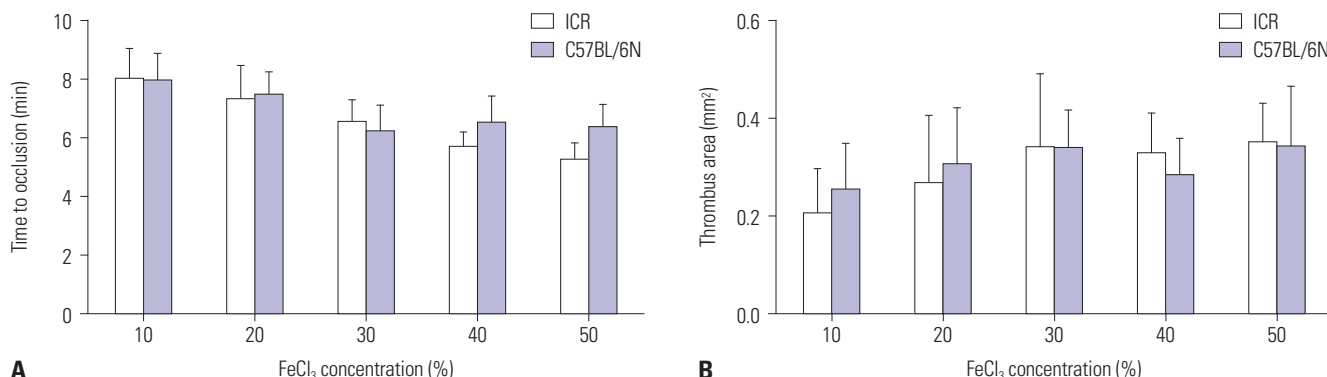 10
8
6
4
2
0
Time to occlusion (min)
ICR
C57BL/6N
10 20 30 40 50
FeCl₃ concentration (%)
A
0.6
0.4
0.2
0.0
Thrombus area (mm²)
ICR
C57BL/6N
10 20 30 40 50
FeCl₃ concentration (%)
B